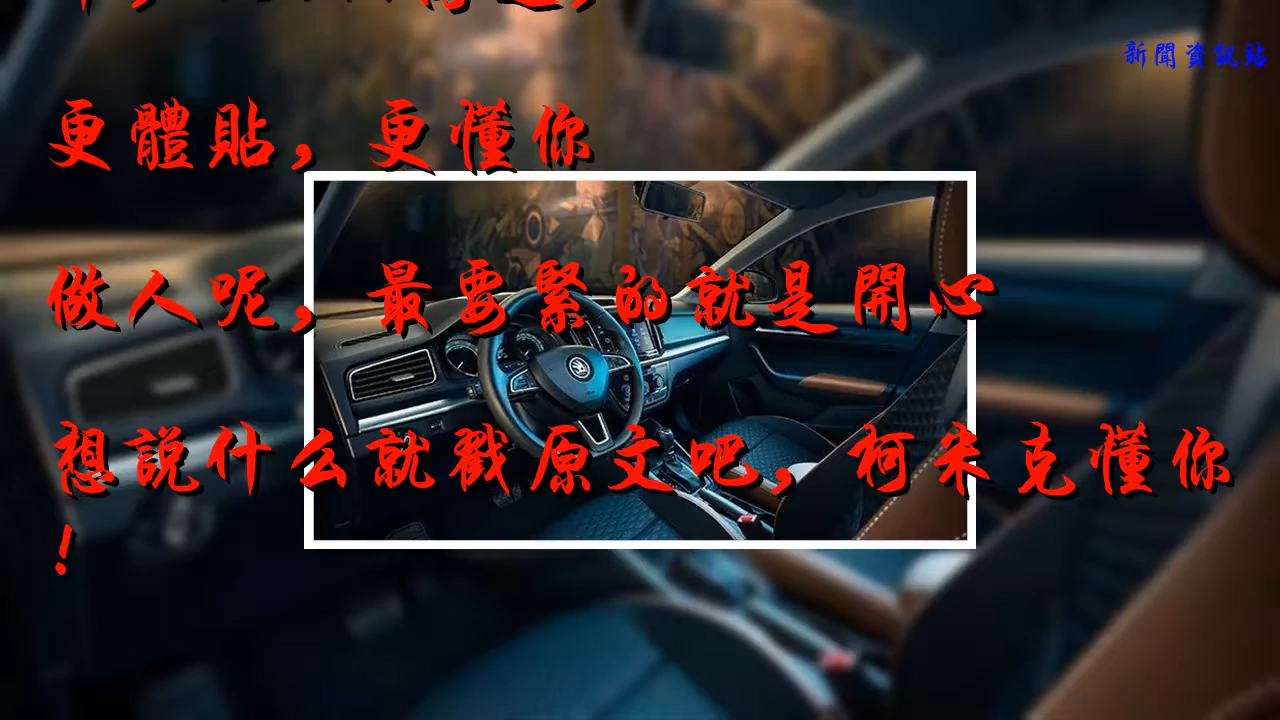 新聞資訊站
更體貼，更懂你
做人呢，最要緊的就是開心
想說什么就戳原文吧，柯米克懂你
！